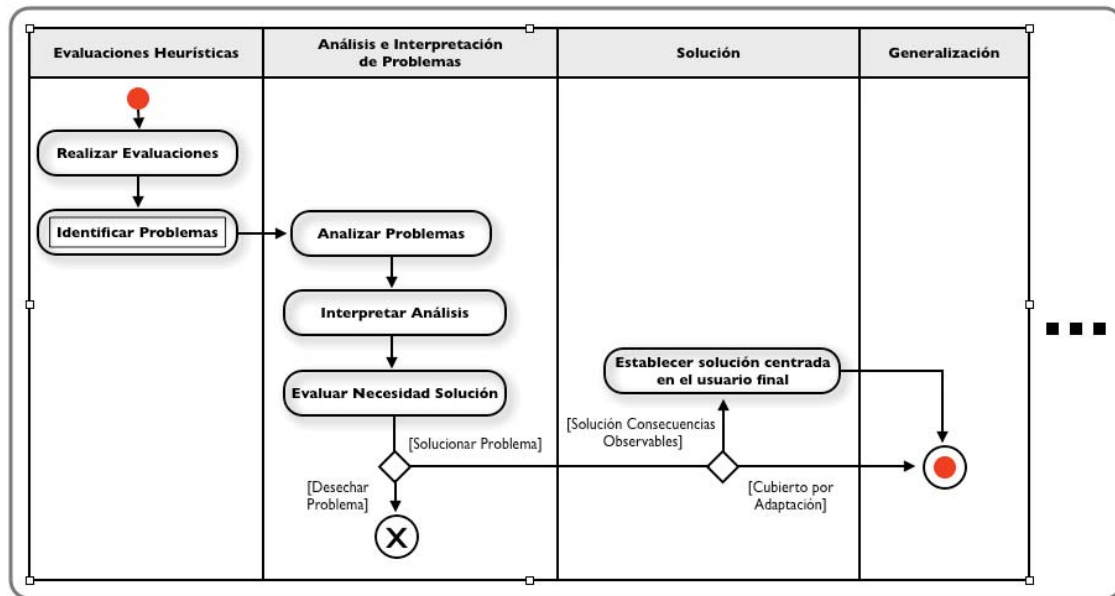 Evaluaciones Heurísticas
Análisis e Interpretación
de Problemas
Solución
Generalización
Realizar Evaluaciones
Identificar Problemas
Analizar Problemas
Interpretar Análisis
Evaluar Necesidad Solución
[Solucionar Problema]
[Desechar
Problema]
X
Establecer solución centrada
en el usuario final
[Solución Consecuencias
Observables]
[Cubierto por
Adaptación]